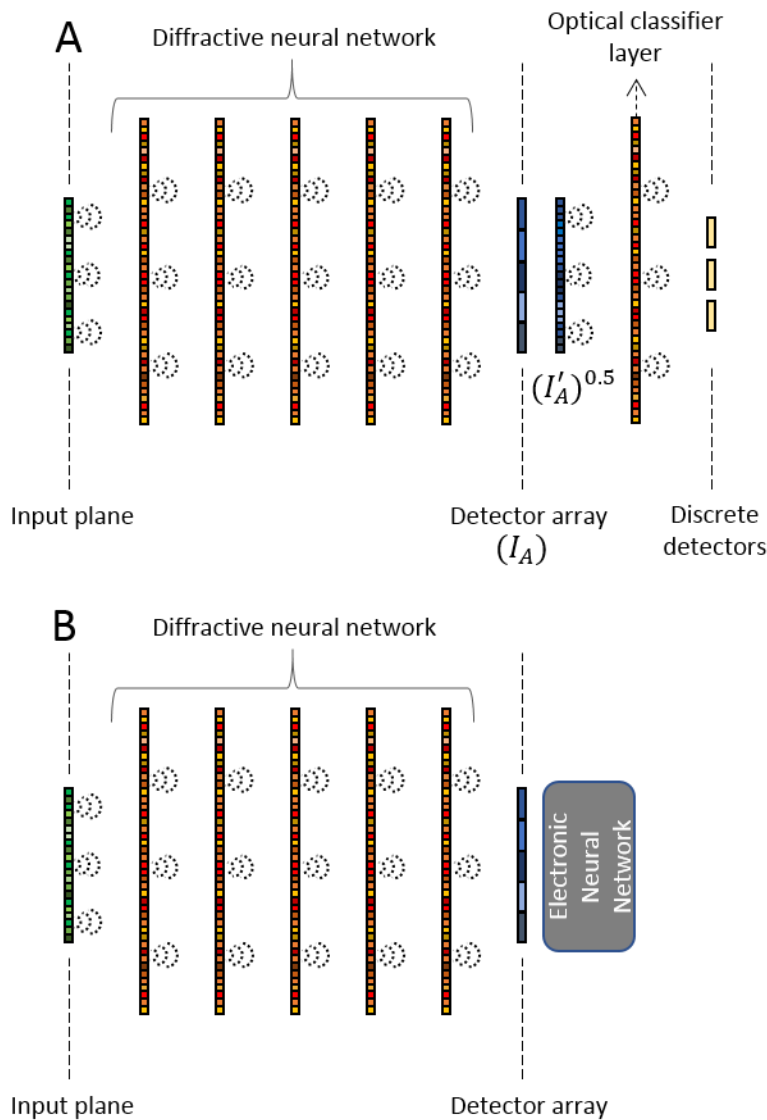 A
Diffractive neural network
Optical classifier
layer
(I'_A)^{0.5}
Input plane
Detector array
(I_A)
Discrete
detectors
B
Diffractive neural network
Electronic
Neural
Network
Input plane
Detector array